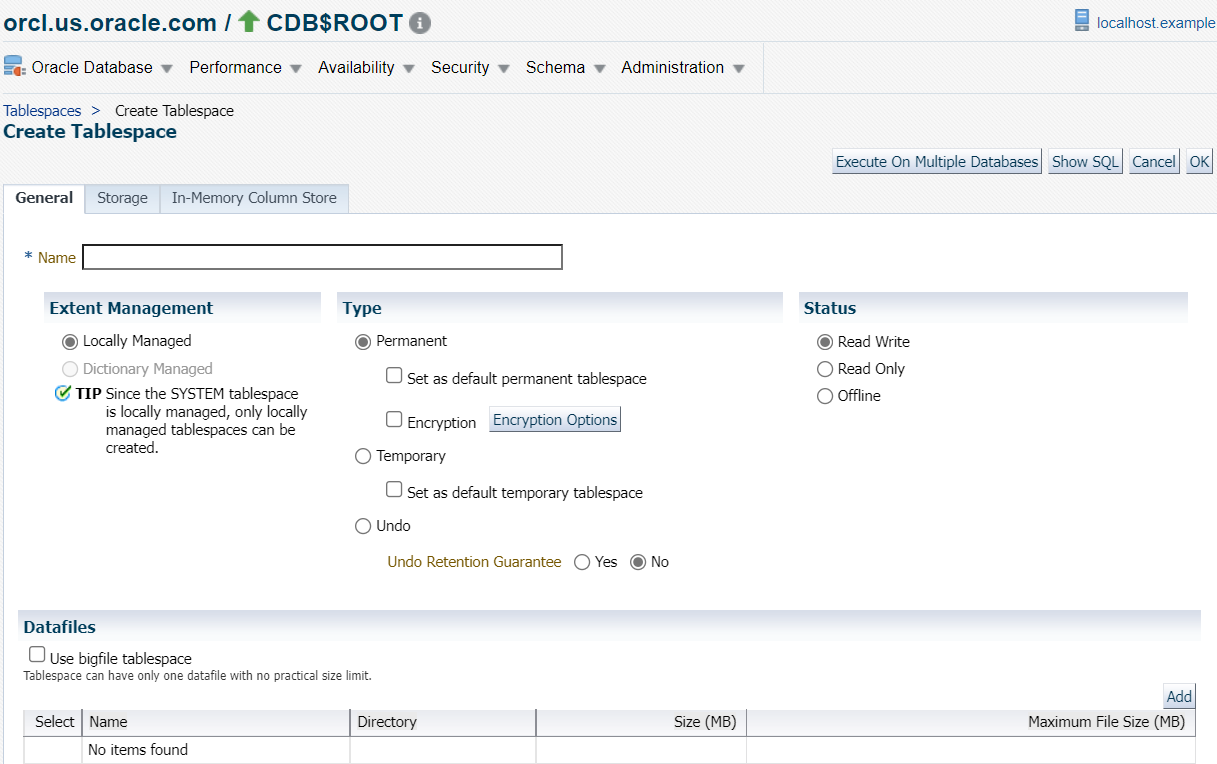 orcl.us.oracle.com / CDB$ROOT
localhost.example
Oracle Database Performance Availability Security Schema Administration
Tablespaces > Create Tablespace
Create Tablespace
Execute On Multiple Databases Show SQL Cancel OK
General Storage In-Memory Column Store
* Name
Extent Management
Locally Managed
Dictionary Managed
TIP Since the SYSTEM tablespace
is locally managed, only locally
managed tablespaces can be
created.
Type
Permanent
Set as default permanent tablespace
Encryption Encryption Options
Temporary
Set as default temporary tablespace
Undo
Undo Retention Guarantee Yes No
Status
Read Write
Read Only
Offline
Datafiles
Use bigfile tablespace
Tablespace can have only one datafile with no practical size limit.
Add
Select Name Directory Size (MB) Maximum File Size (MB)
No items found